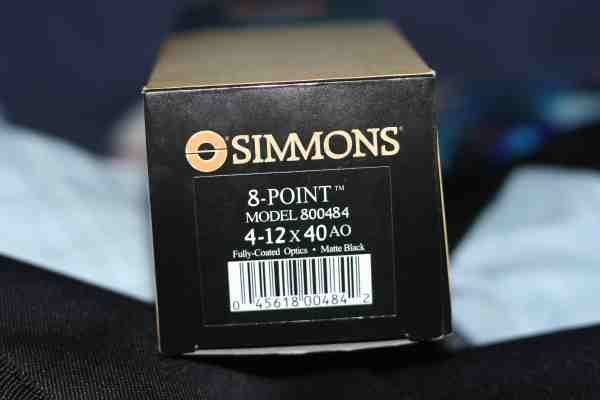 SIMMONS®
8-POINT™
MODEL 800484
4-12 x 40 AO
Fully-Coated Optics • Matte Black
0 45618 00484 2